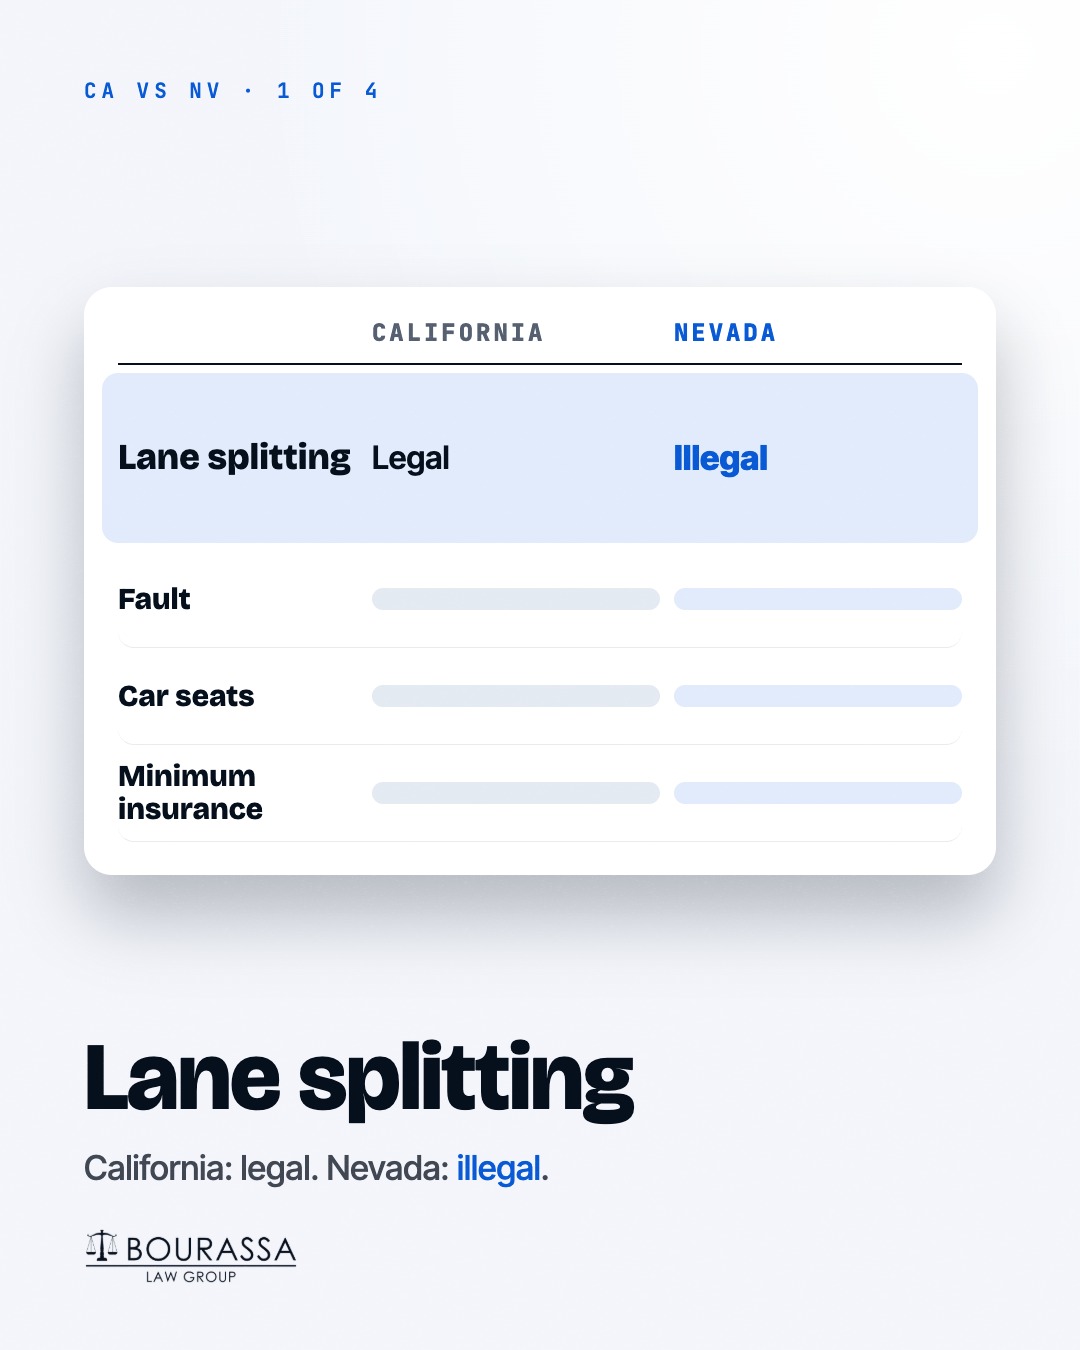 CA VS NV · 1 OF 4
CALIFORNIA NEVADA
Lane splitting Legal Illegal
Fault
Car seats
Minimum
insurance
Lane splitting
California: legal. Nevada: illegal.
BOURASSA
LAW GROUP